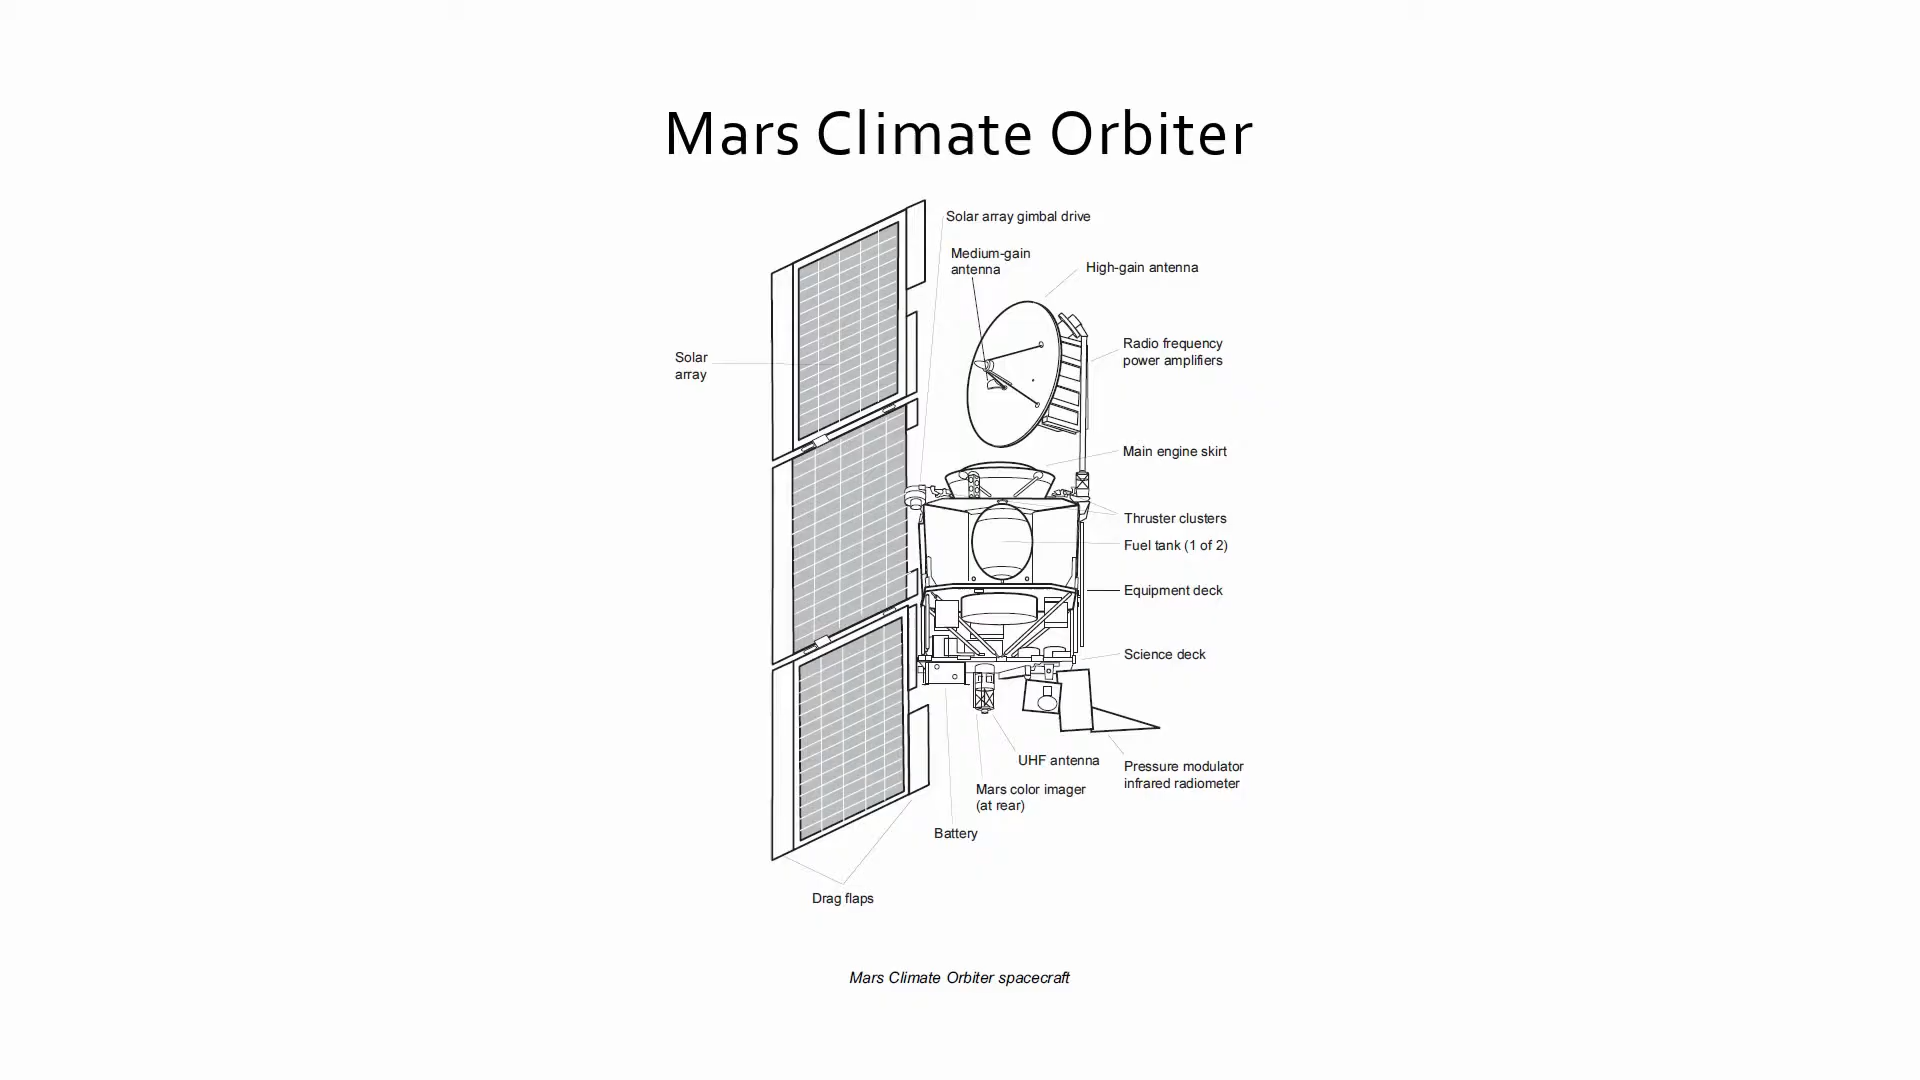 Mars Climate Orbiter
Solar array gimbal drive
Medium-gain
antenna
High-gain antenna
Radio frequency
power amplifiers
Solar
array
Main engine skirt
Thruster clusters
Fuel tank (1 of 2)
Equipment deck
Science deck
UHF antenna
Pressure modulator
infrared radiometer
Mars color imager
(at rear)
Battery
Drag flaps
Mars Climate Orbiter spacecraft